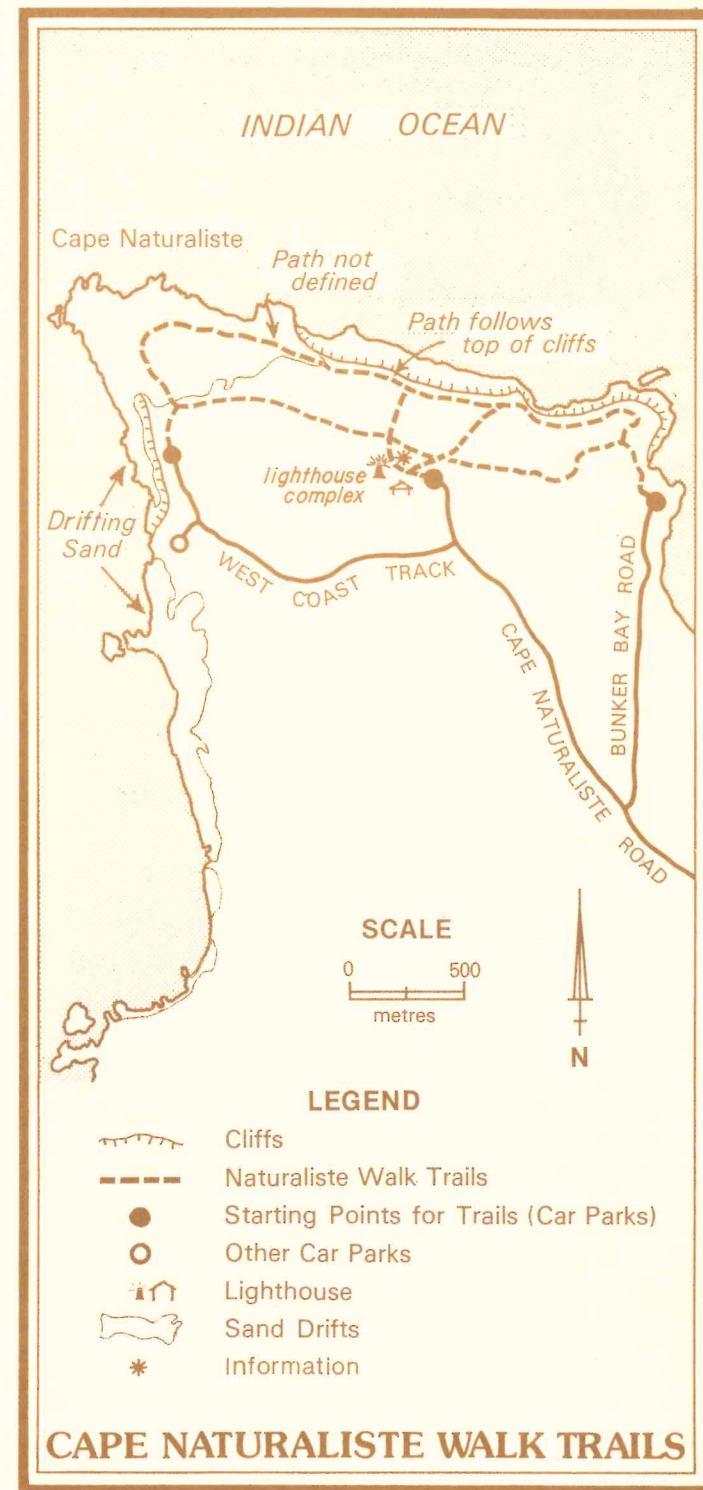 INDIAN OCEAN
Cape Naturaliste
Path not
defined
Path follows
top of cliffs
lighthouse
complex
Drifting
Sand
WEST COAST TRACK
CAPE NATURALISTE ROAD
BUNKER BAY ROAD
SCALE
0 500
metres
N
LEGEND
Cliffs
Naturaliste Walk Trails
Starting Points for Trails (Car Parks)
Other Car Parks
Lighthouse
Sand Drifts
Information
CAPE NATURALISTE WALK TRAILS